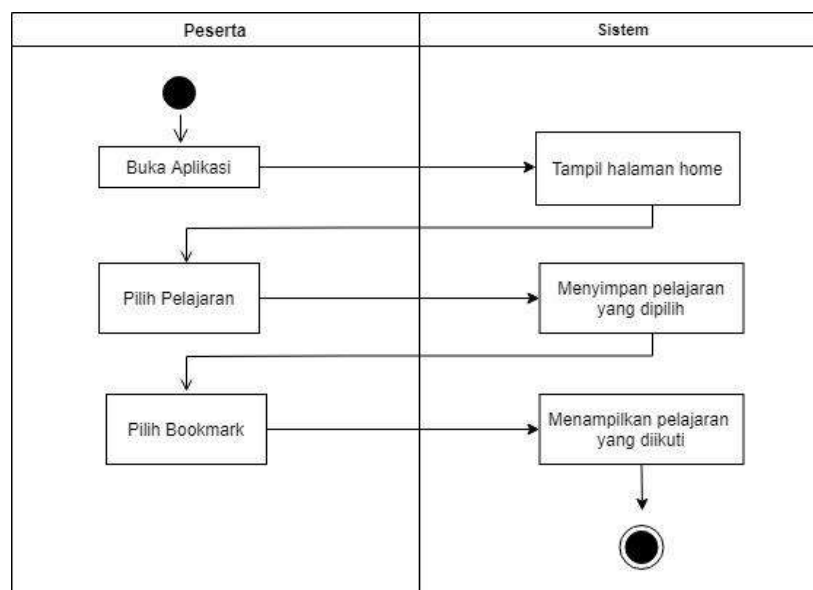 Peserta
Sistem
Buka Aplikasi
Tampil halaman home
Pilih Pelajaran
Menyimpan pelajaran
yang dipilih
Pilih Bookmark
Menampilkan pelajaran
yang diikuti